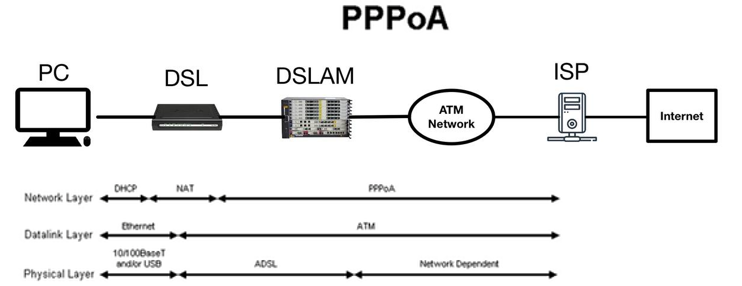 PPPoA
PC
DSL
DSLAM
ATM
Network
ISP
Internet
Network Layer DHCP NAT PPPoA
Datalink Layer Ethernet ATM
Physical Layer 10/100BaseT
and/or USB ADSL Network Dependent